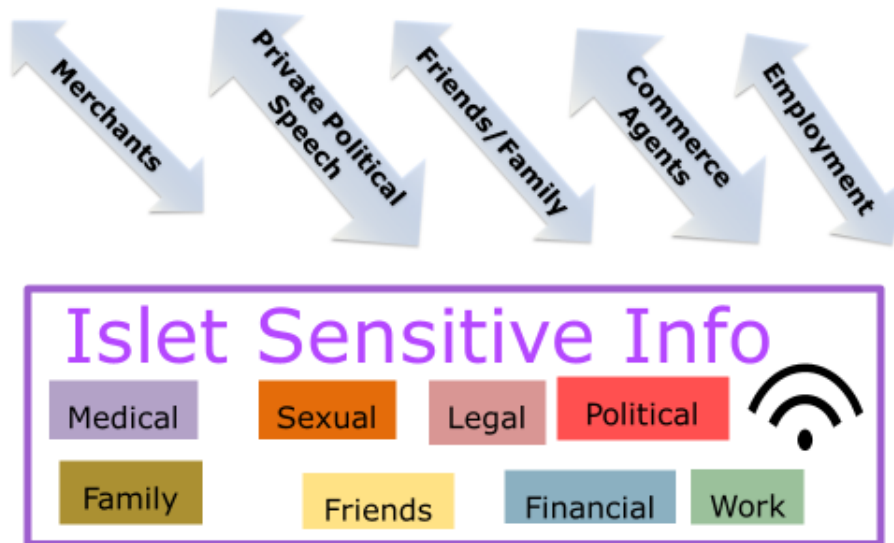 Merchants
Private Political
Speech
Friends/Family
Commerce
Agents
Employment
Islet Sensitive Info
Medical
Sexual
Legal
Political
Family
Friends
Financial
Work